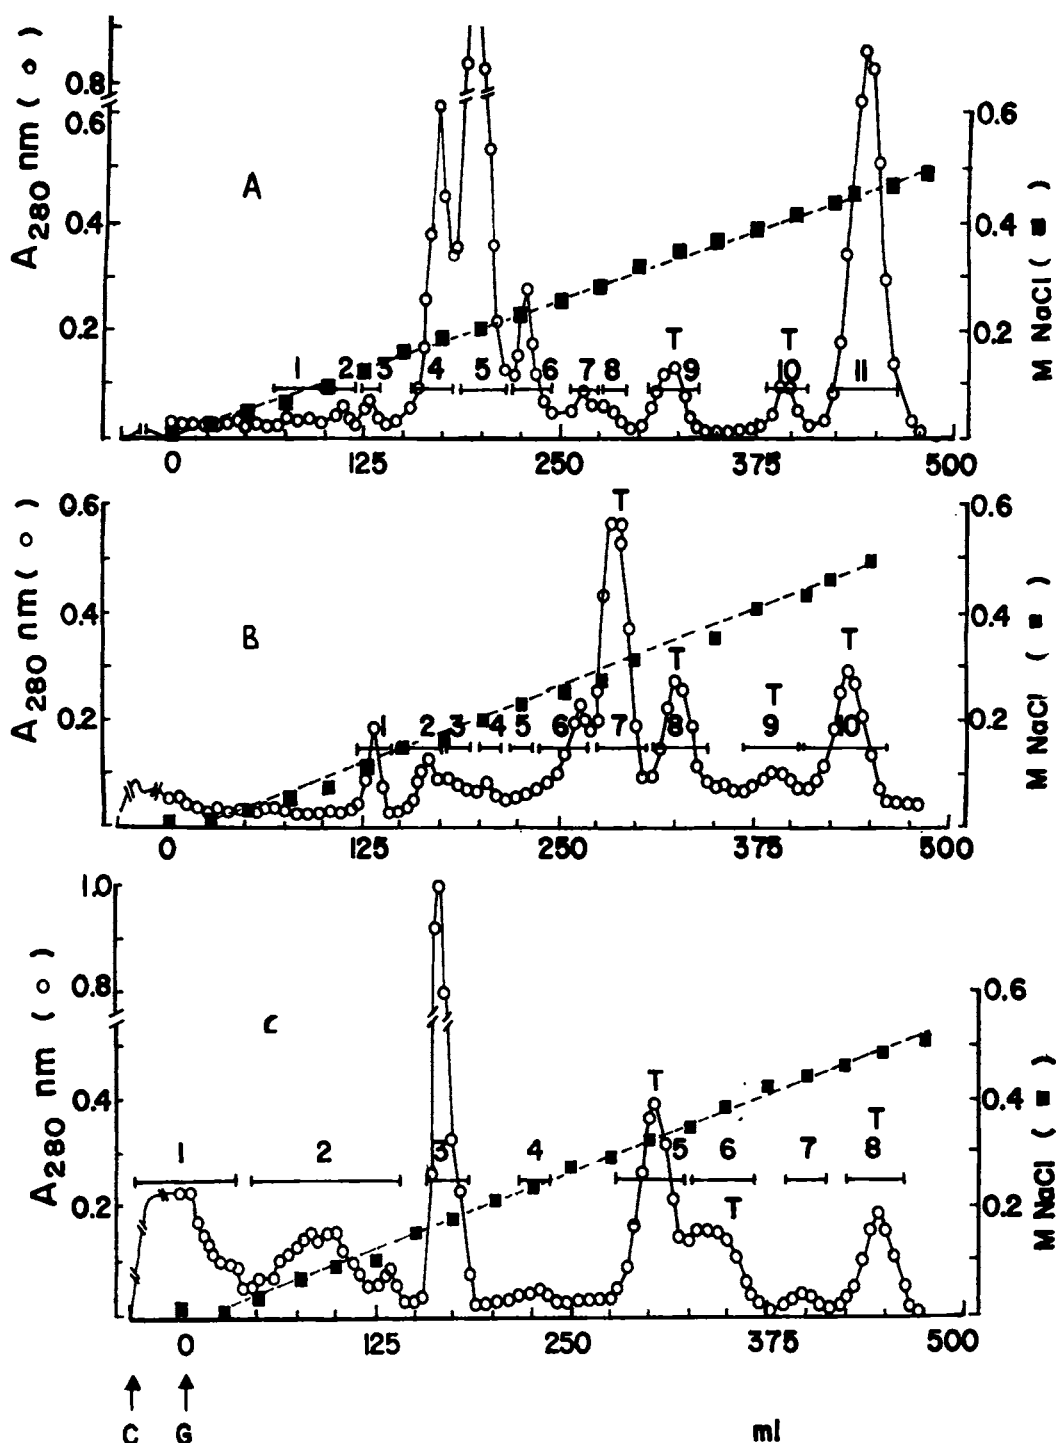 A
A280 nm ( o )
0.8
0.6
0.4
0.2
0.6
0.4
0.2
M NaCl ( ■ )
1 2 3 4 5 6 7 8 T 9 T 10 11
0 125 250 375 500
B
A280 nm ( o )
0.6
0.4
0.2
0.6
0.4
0.2
M NaCl ( ■ )
1 2 3 4 5 6 T 7 T 8 T 9 T 10
0 125 250 375 500
C
A280 nm ( o )
1.0
0.8
0.4
0.2
0.6
0.4
0.2
M NaCl ( ■ )
1 2 3 4 T 5 6 T 7 T 8
0 125 250 375 500
C G ml